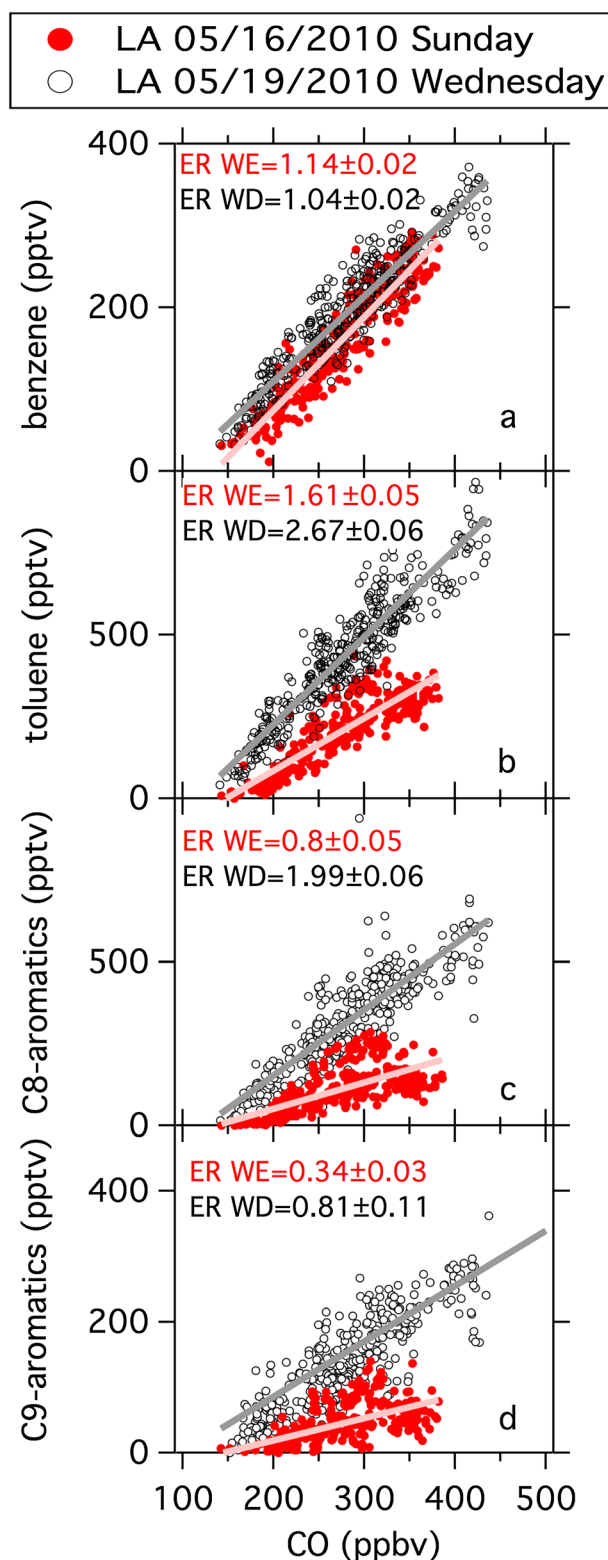 LA 05/16/2010 Sunday
LA 05/19/2010 Wednesday
400
200
0
benzene (pptv)
ER WE=1.14±0.02
ER WD=1.04±0.02
a
500
0
toluene (pptv)
ER WE=1.61±0.05
ER WD=2.67±0.06
b
500
0
C8-aromatics (pptv)
ER WE=0.8±0.05
ER WD=1.99±0.06
c
400
200
0
C9-aromatics (pptv)
ER WE=0.34±0.03
ER WD=0.81±0.11
d
100 200 300 400 500
CO (ppbv)